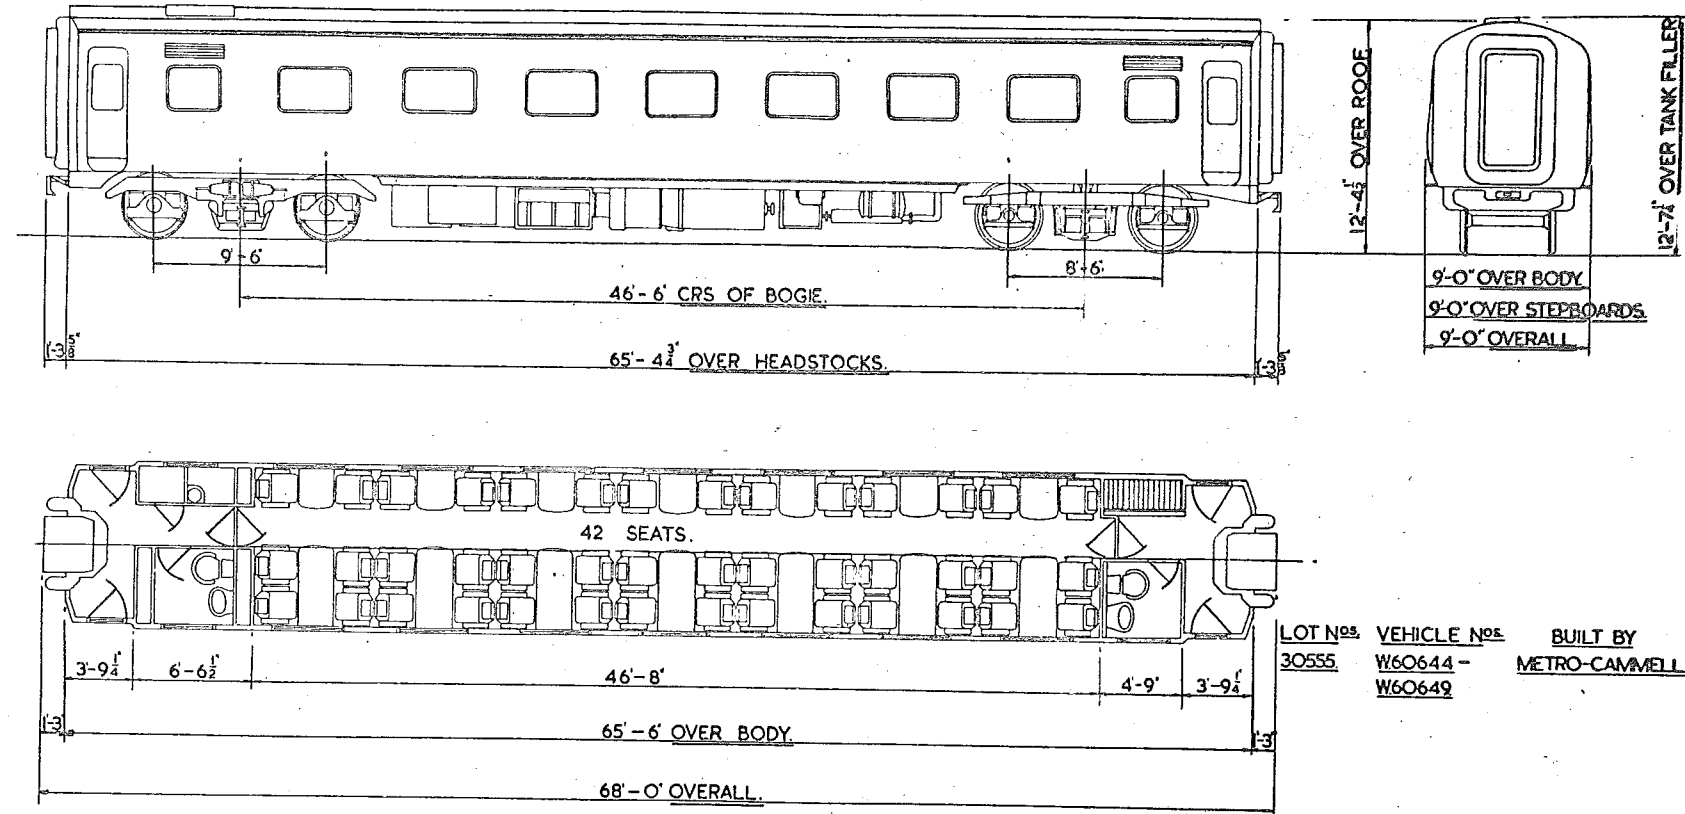 12'-4½" OVER ROOF
12'-7¼" OVER TANK FILLER
9'-6"
8'-6"
46'-6" CRS OF BOGIE.
1'-3⅝"
65'-4¾" OVER HEADSTOCKS.
1'-3⅝"
9'-0" OVER BODY.
9'-0" OVER STEPBOARDS.
9'-0" OVERALL
42 SEATS.
3'-9¼"
6'-6½"
46'-8"
4'-9"
3'-9¼"
1'-3"
65'-6" OVER BODY.
1'-3"
68'-0" OVERALL.
LOT Nos. VEHICLE Nos. BUILT BY
30555. W60644- METRO-CAMMELL
W60649